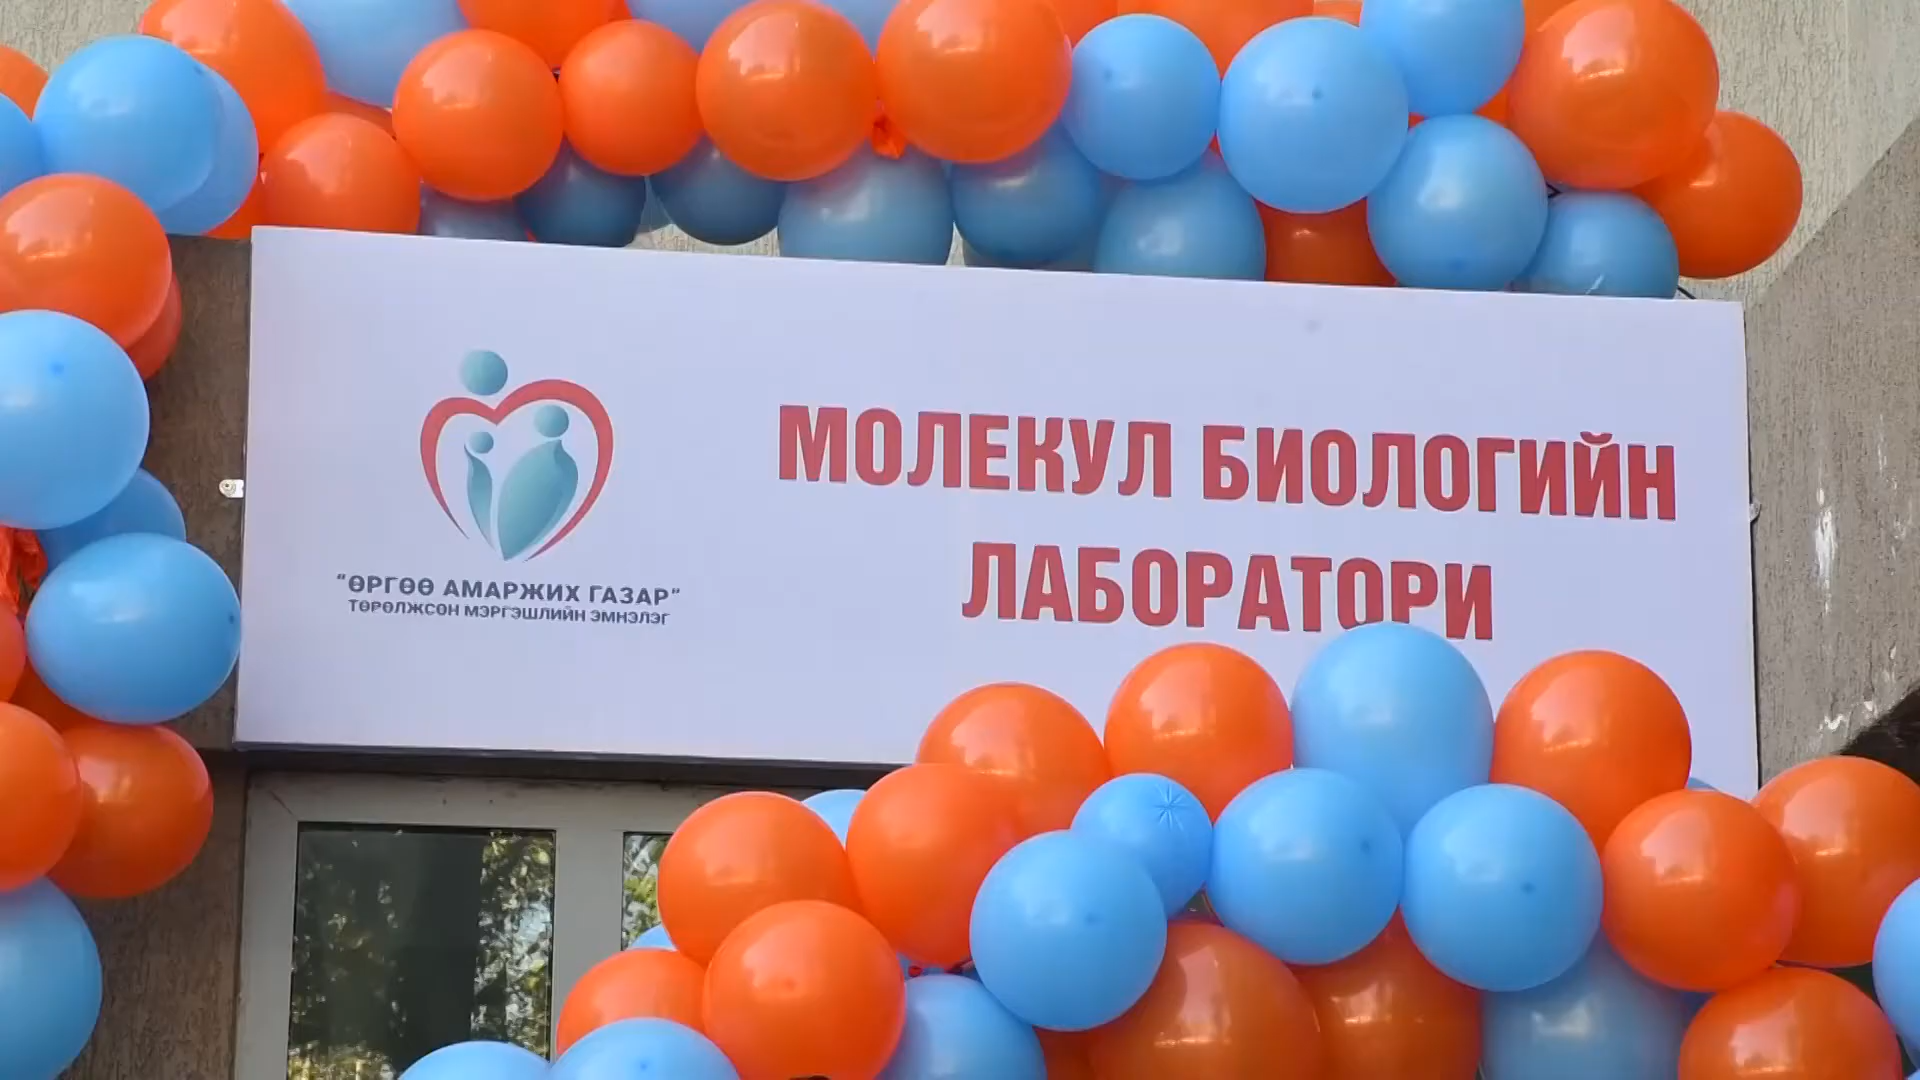 МОЛЕКУЛ БИОЛОГИЙН
ЛАБОРАТОРИ
“ӨРГӨӨ АМАРЖИХ ГАЗАР”
ТӨРӨЛЖСӨН МЭРГЭШЛИЙН ЭМНЭЛЭГ